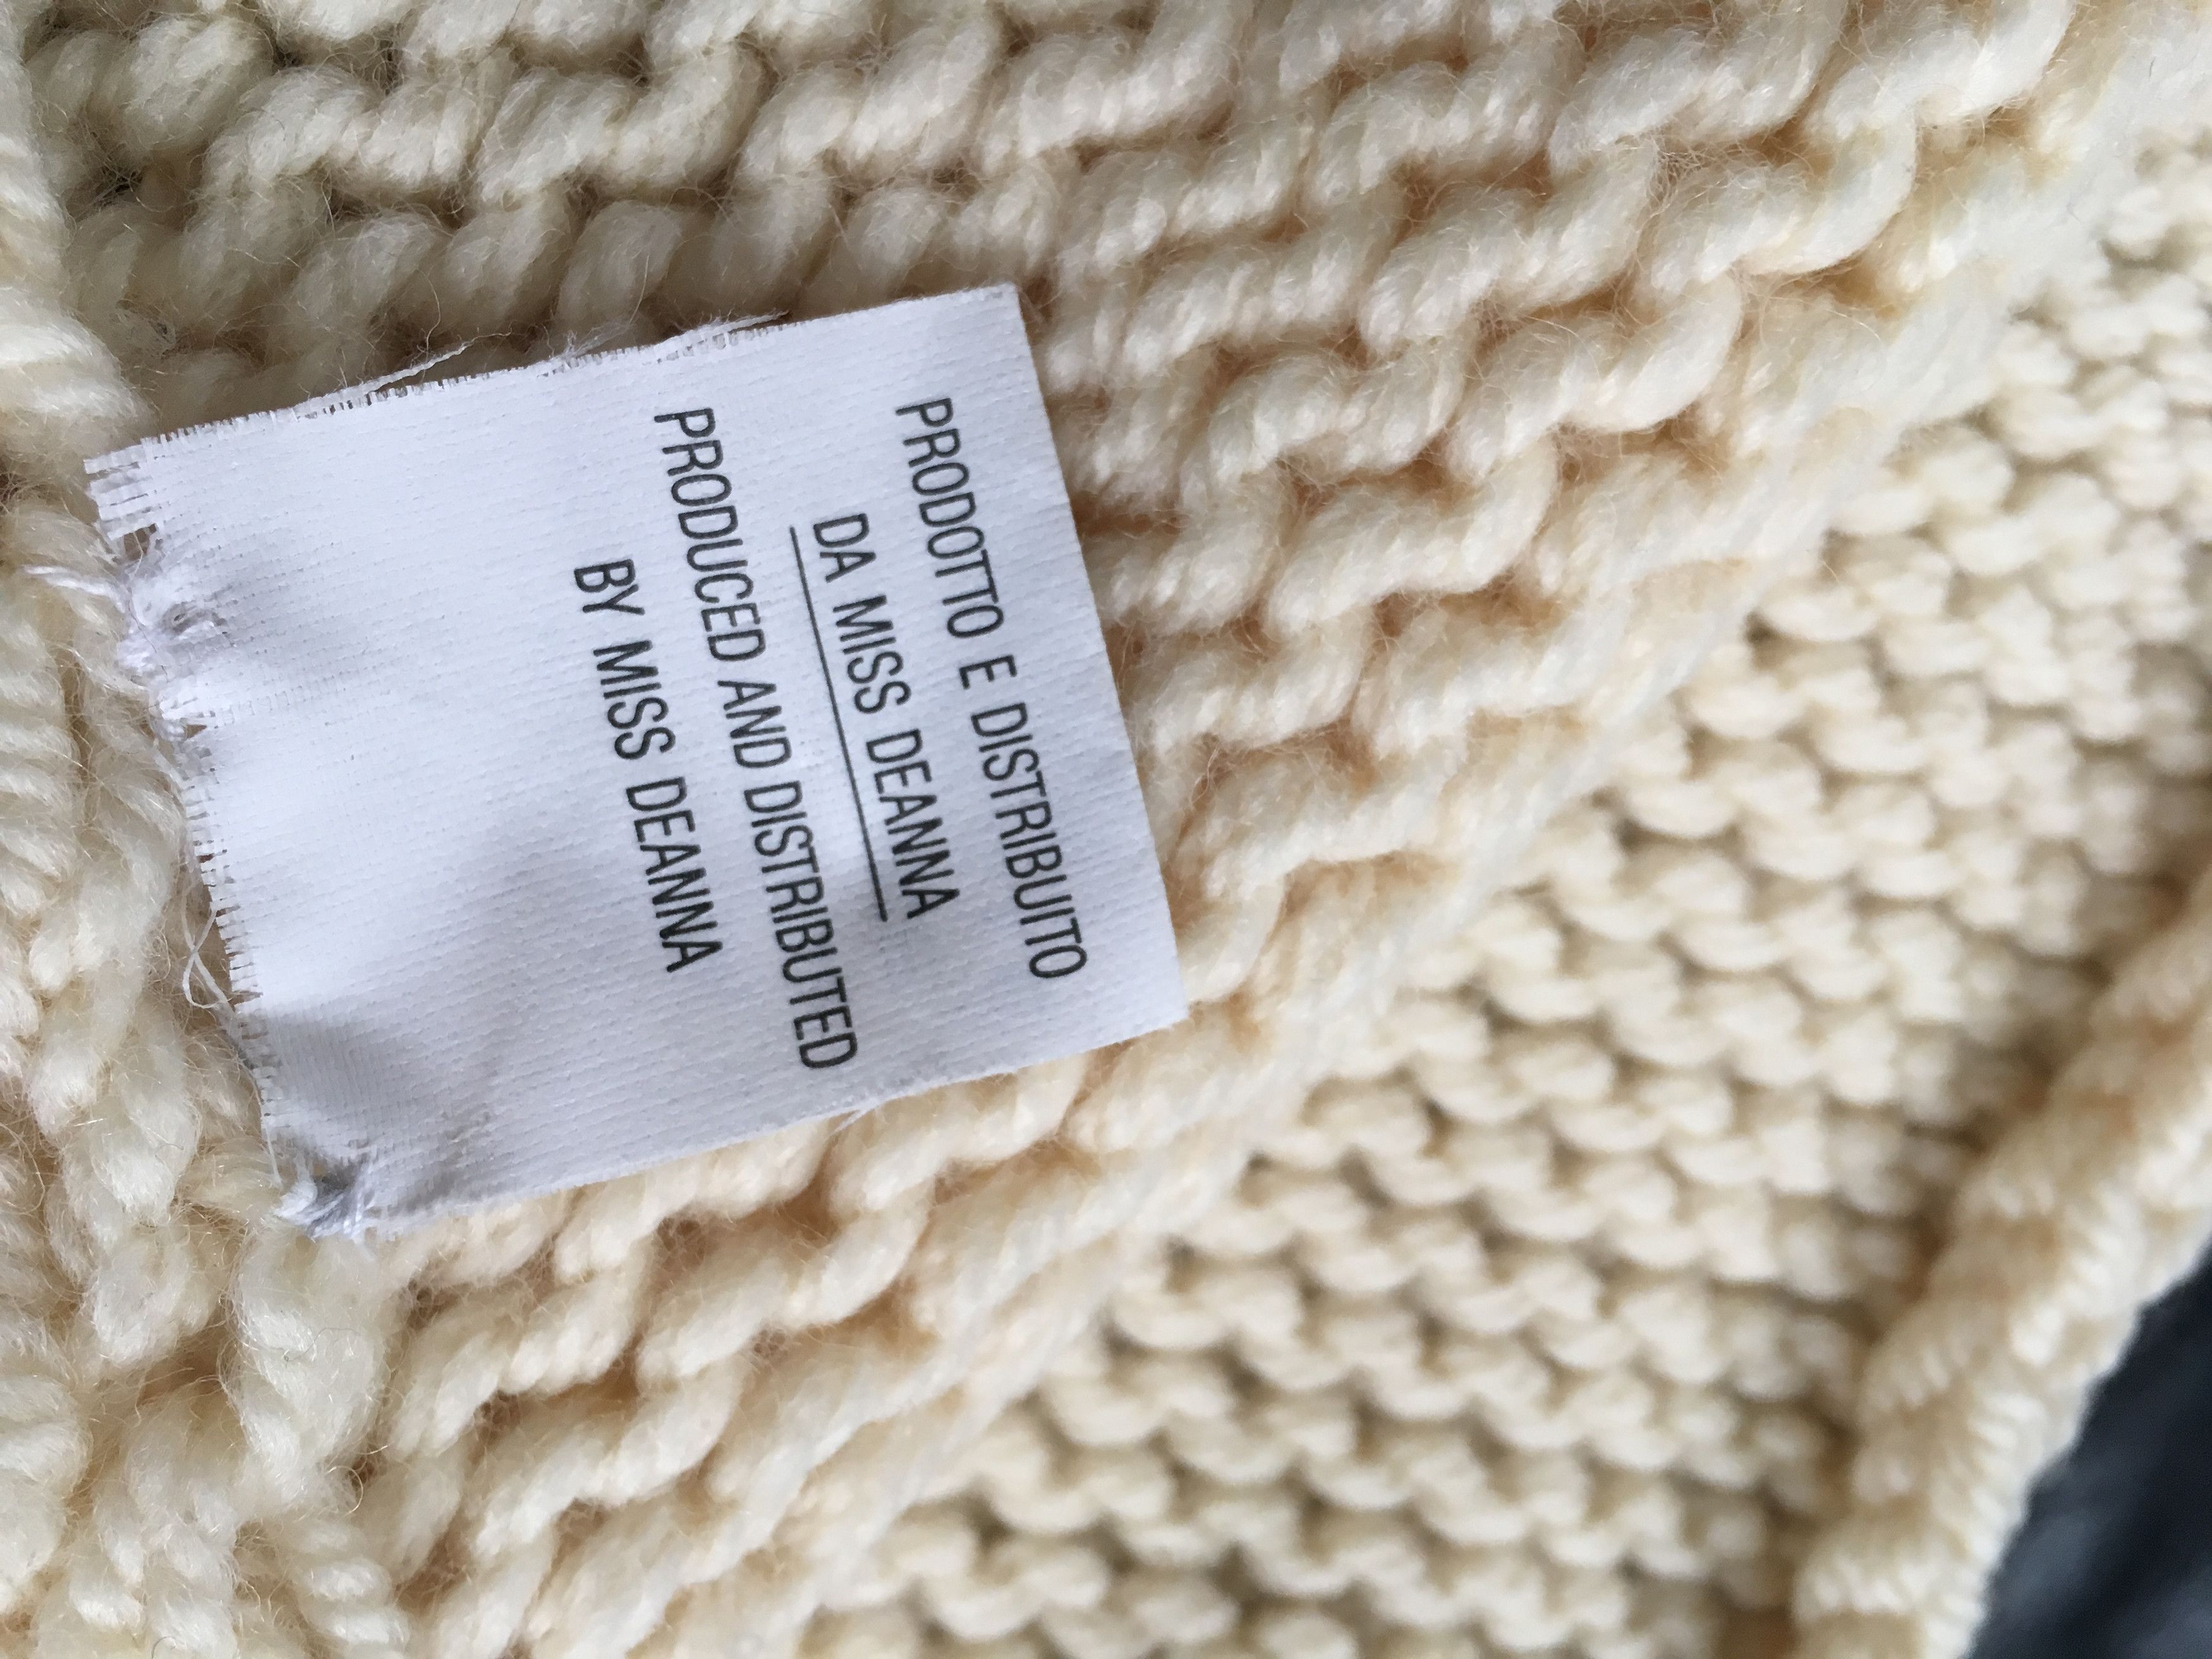 PRODOTTO E DISTRIBUITO
DA MISS DEANNA
PRODUCED AND DISTRIBUTED
BY MISS DEANNA